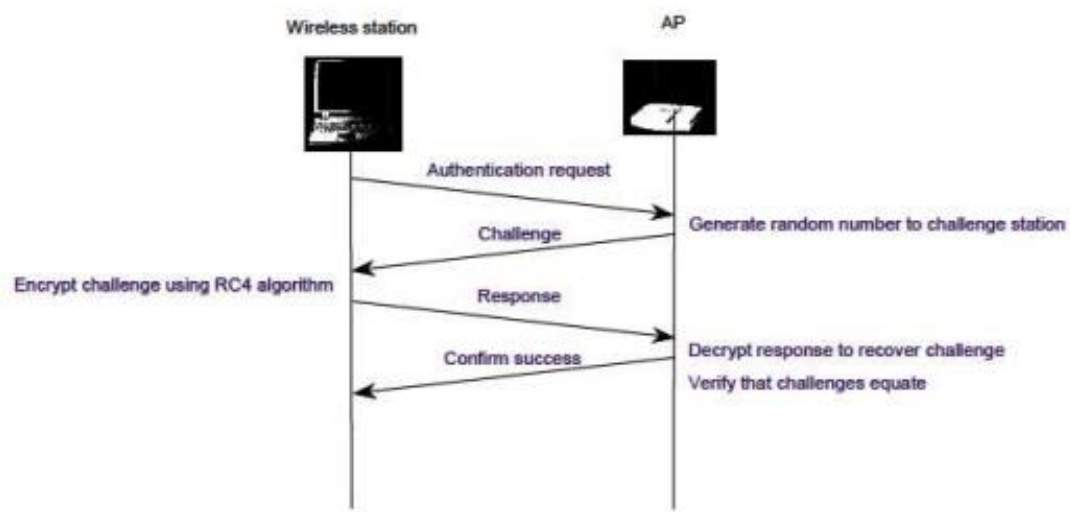 Wireless station
AP
Authentication request
Generate random number to challenge station
Challenge
Encrypt challenge using RC4 algorithm
Response
Decrypt response to recover challenge
Confirm success
Verify that challenges equate